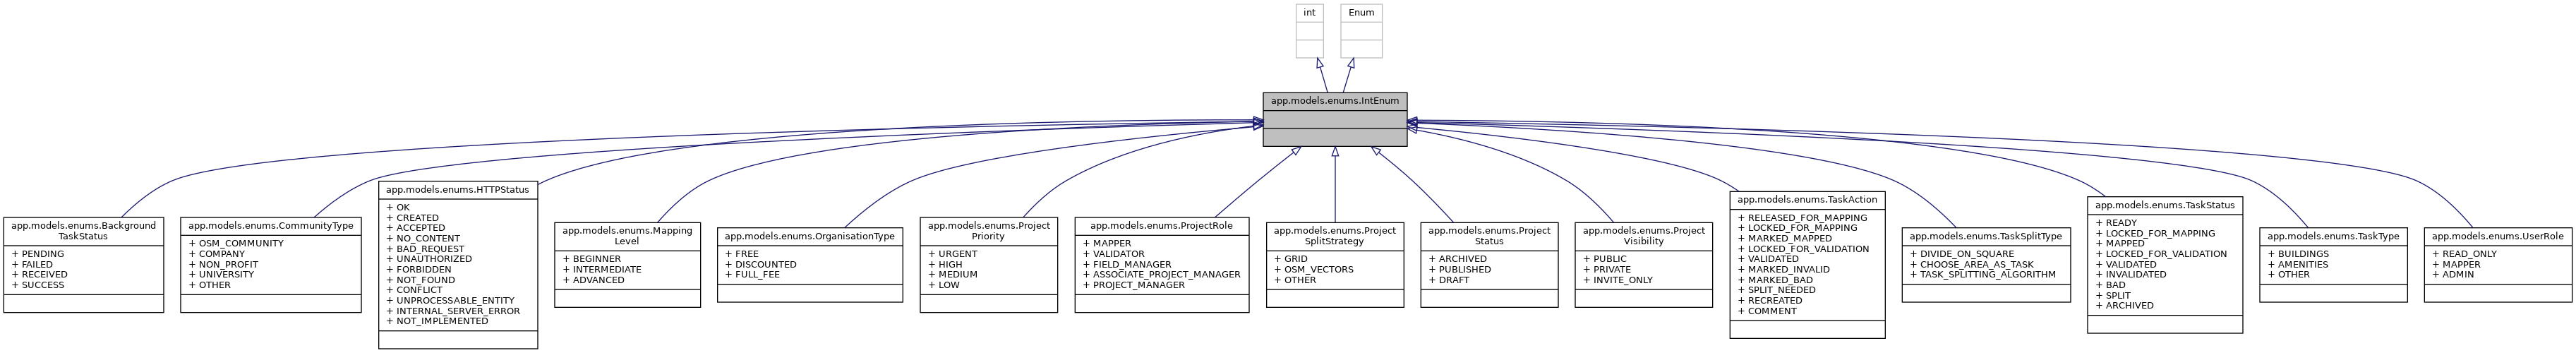 int
Enum
app.models.enums.IntEnum
app.models.enums.Background
TaskStatus
+ PENDING
+ FAILED
+ RECEIVED
+ SUCCESS
app.models.enums.CommunityType
+ OSM_COMMUNITY
+ COMPANY
+ NON_PROFIT
+ UNIVERSITY
+ OTHER
app.models.enums.HTTPStatus
+ OK
+ CREATED
+ ACCEPTED
+ NO_CONTENT
+ BAD_REQUEST
+ UNAUTHORIZED
+ FORBIDDEN
+ NOT_FOUND
+ CONFLICT
+ UNPROCESSABLE_ENTITY
+ INTERNAL_SERVER_ERROR
+ NOT_IMPLEMENTED
app.models.enums.Mapping
Level
+ BEGINNER
+ INTERMEDIATE
+ ADVANCED
app.models.enums.OrganisationType
+ FREE
+ DISCOUNTED
+ FULL_FEE
app.models.enums.Project
Priority
+ URGENT
+ HIGH
+ MEDIUM
+ LOW
app.models.enums.ProjectRole
+ MAPPER
+ VALIDATOR
+ FIELD_MANAGER
+ ASSOCIATE_PROJECT_MANAGER
+ PROJECT_MANAGER
app.models.enums.Project
SplitStrategy
+ GRID
+ OSM_VECTORS
+ OTHER
app.models.enums.Project
Status
+ ARCHIVED
+ PUBLISHED
+ DRAFT
app.models.enums.Project
Visibility
+ PUBLIC
+ PRIVATE
+ INVITE_ONLY
app.models.enums.TaskAction
+ RELEASED_FOR_MAPPING
+ LOCKED_FOR_MAPPING
+ MARKED_MAPPED
+ LOCKED_FOR_VALIDATION
+ VALIDATED
+ MARKED_INVALID
+ MARKED_BAD
+ SPLIT_NEEDED
+ RECREATED
+ COMMENT
app.models.enums.TaskSplitType
+ DIVIDE_ON_SQUARE
+ CHOOSE_AREA_AS_TASK
+ TASK_SPLITTING_ALGORITHM
app.models.enums.TaskStatus
+ READY
+ LOCKED_FOR_MAPPING
+ MAPPED
+ LOCKED_FOR_VALIDATION
+ VALIDATED
+ INVALIDATED
+ BAD
+ SPLIT
+ ARCHIVED
app.models.enums.TaskType
+ BUILDINGS
+ AMENITIES
+ OTHER
app.models.enums.UserRole
+ READ_ONLY
+ MAPPER
+ ADMIN